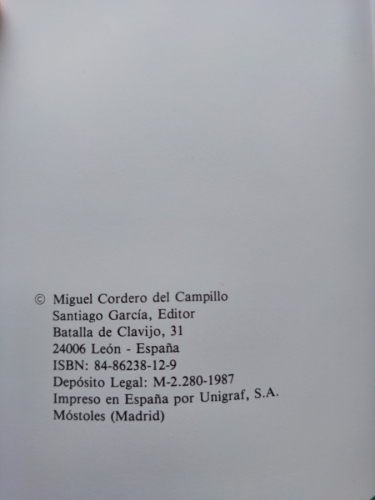 © Miguel Cordero del Campillo
Santiago García, Editor
Batalla de Clavijo, 31
24006 León - España
ISBN: 84-86238-12-9
Depósito Legal: M-2.280-1987
Impreso en España por Unigraf, S.A.
Móstoles (Madrid)